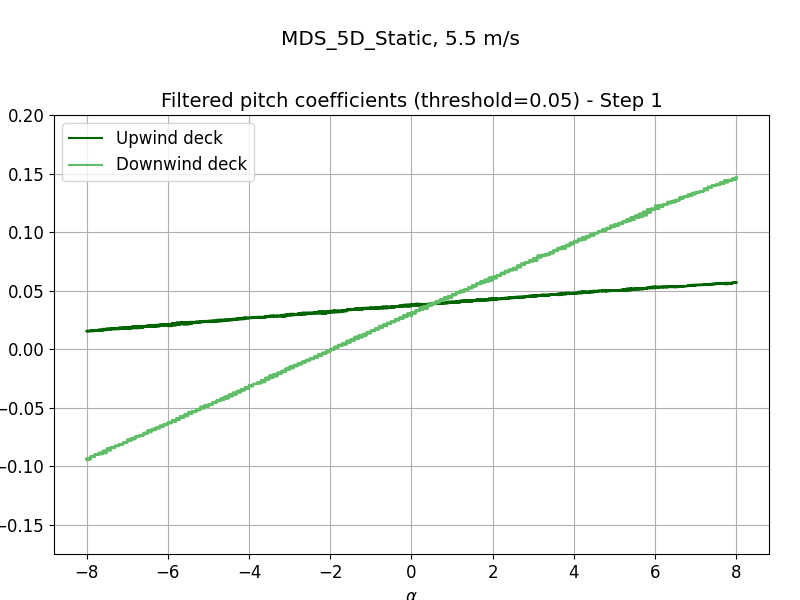 MDS_5D_Static, 5.5 m/s
Filtered pitch coefficients (threshold=0.05) - Step 1
0.20
Upwind deck
Downwind deck
0.15
0.10
0.05
0.00
−0.05
−0.10
−0.15
−8 −6 −4 −2 0 2 4 6 8
α